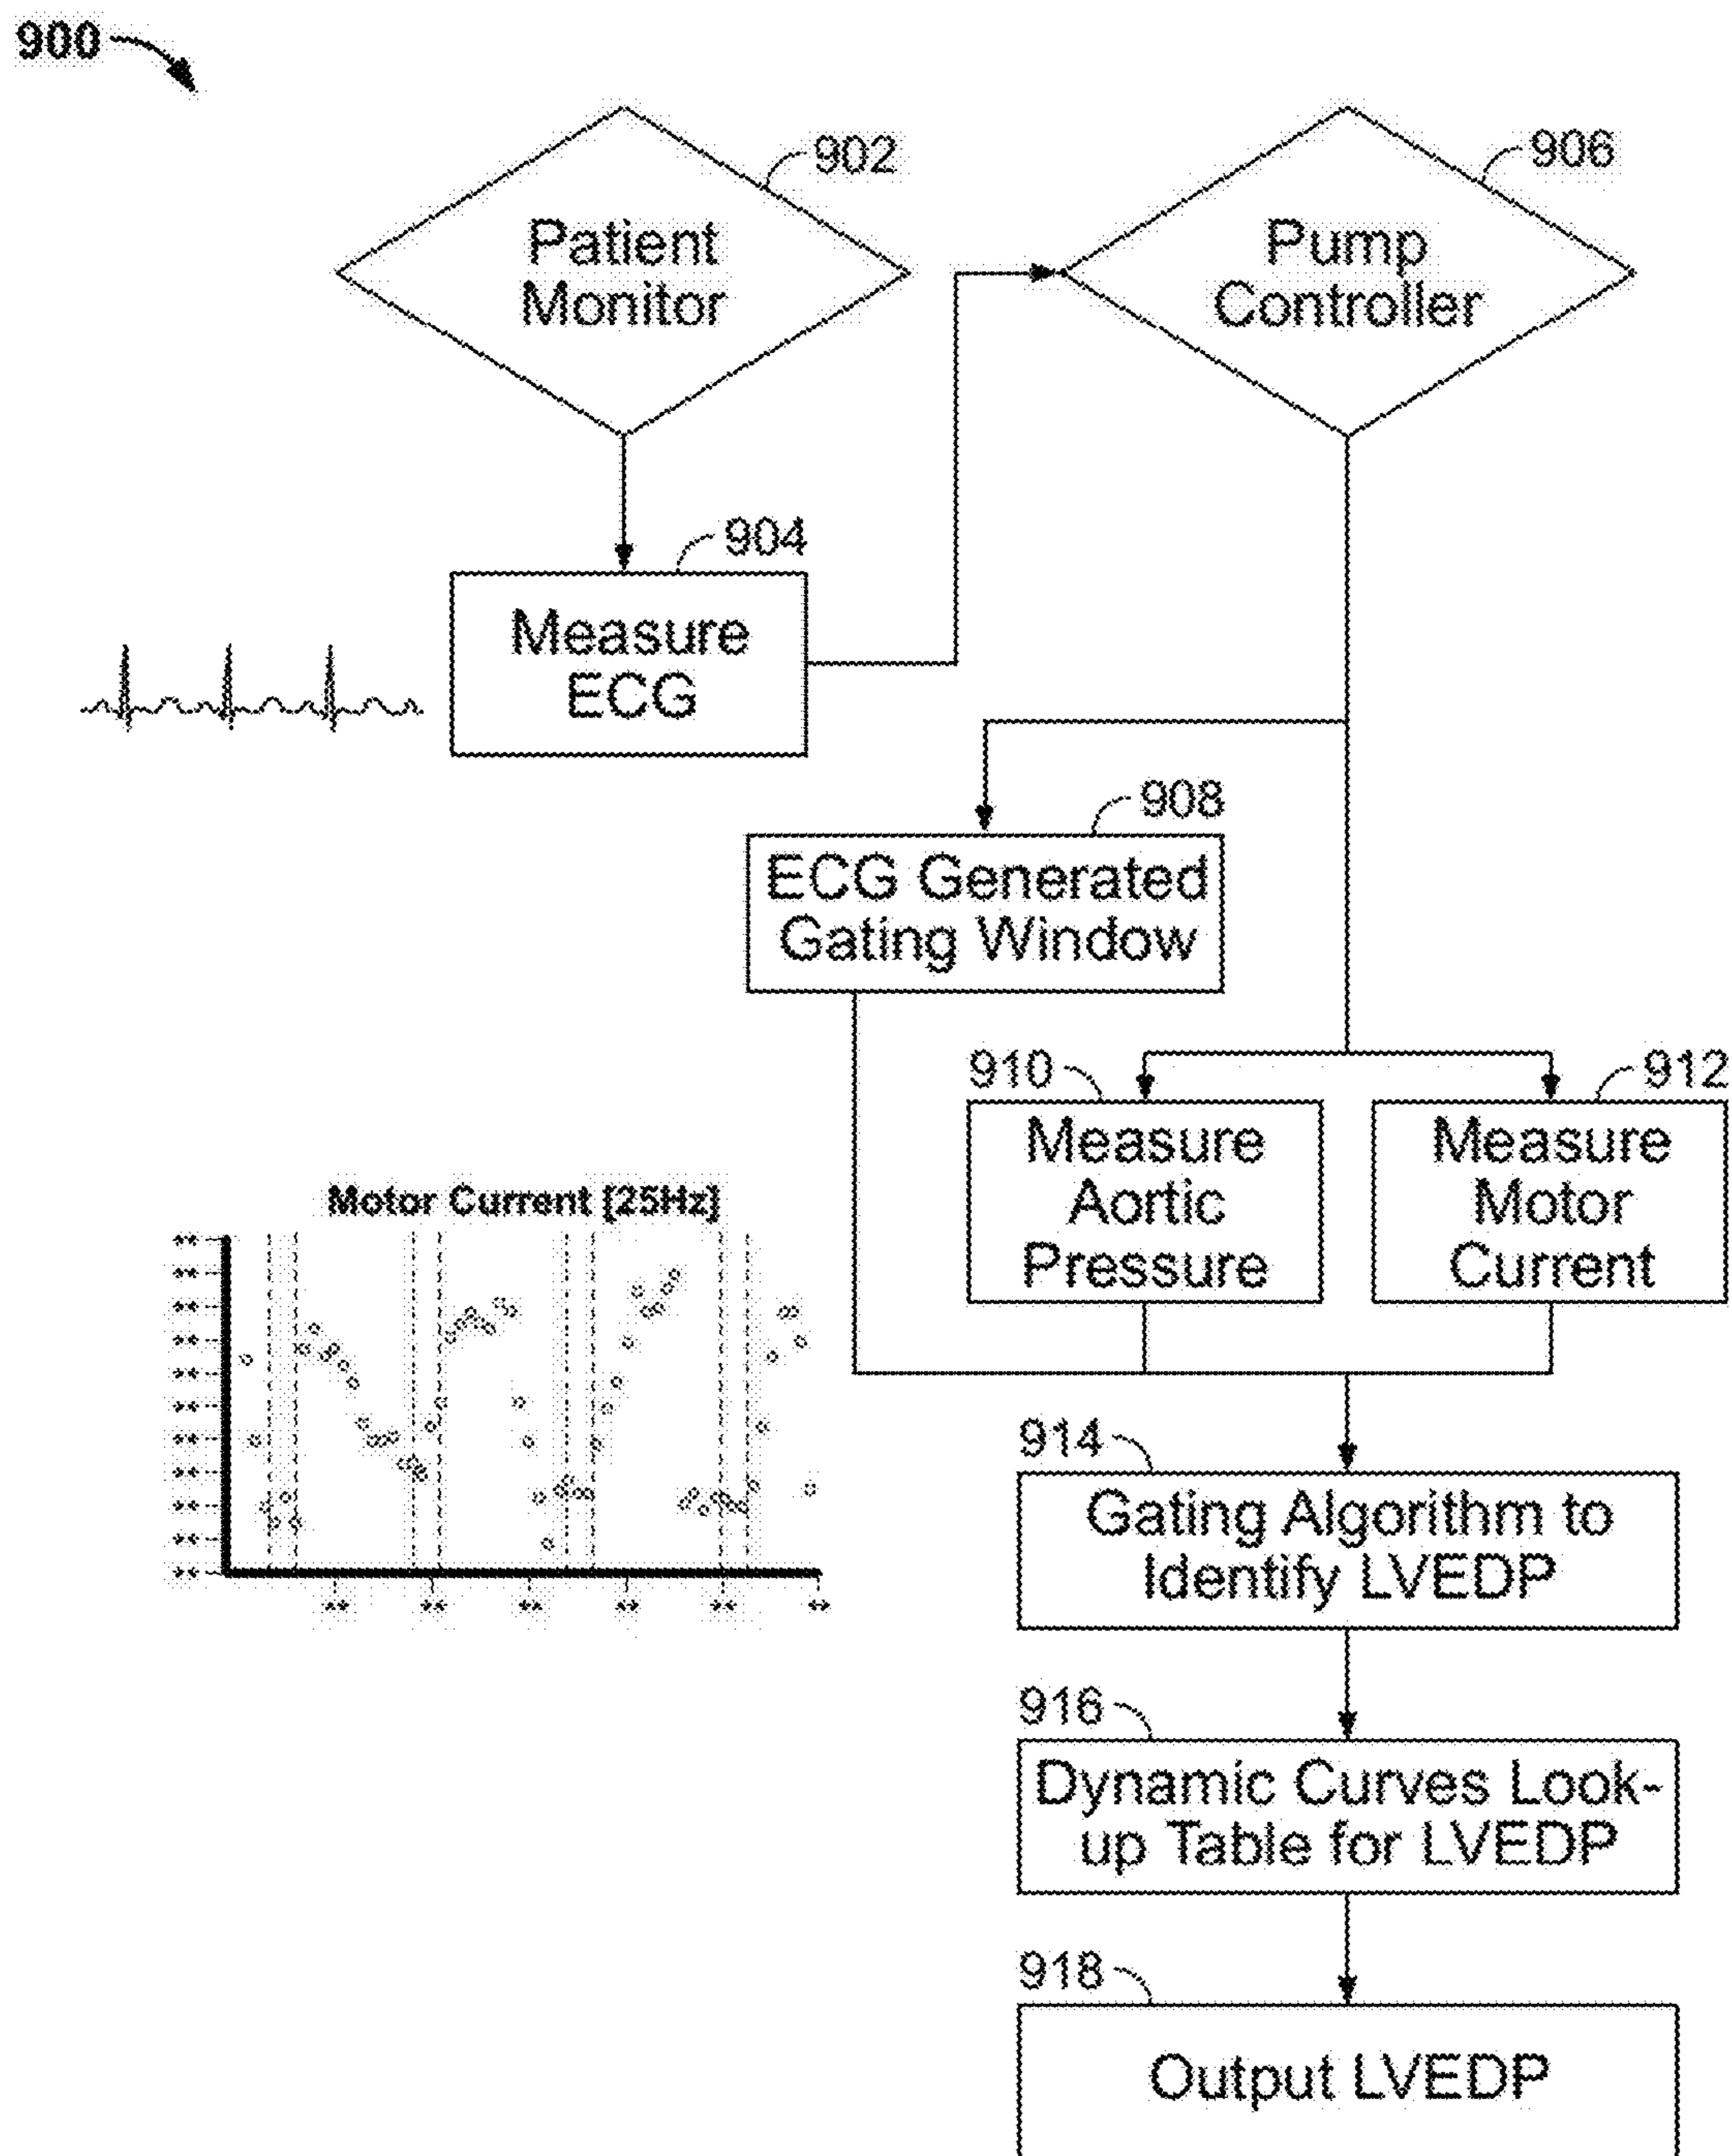 900
902
Patient
Monitor
906
Pump
Controller
904
Measure
ECG
908
ECG Generated
Gating Window
910
Measure
Aortic
Pressure
912
Measure
Motor
Current
Motor Current [25Hz]
**
**
**
**
**
**
**
**
**
**
**
** ** ** ** ** **
914
Gating Algorithm to
Identify LVEDP
916
Dynamic Curves Look-
up Table for LVEDP
918
Output LVEDP